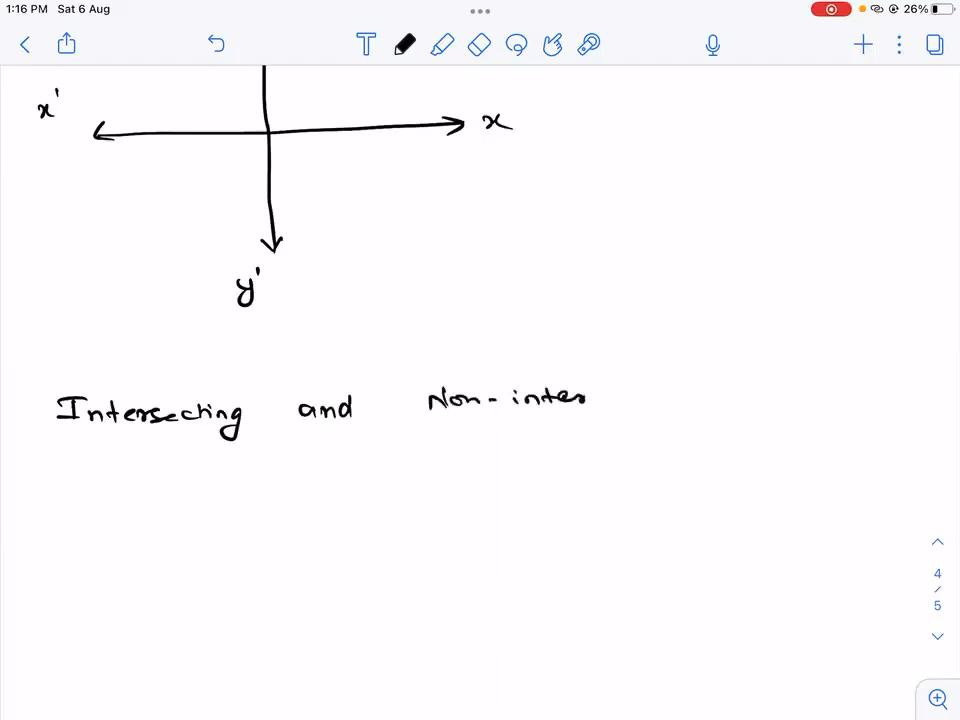 1:16 PM Sat 6 Aug 26%
x' x
y'
Intersecting and Non-inter
4
/
5